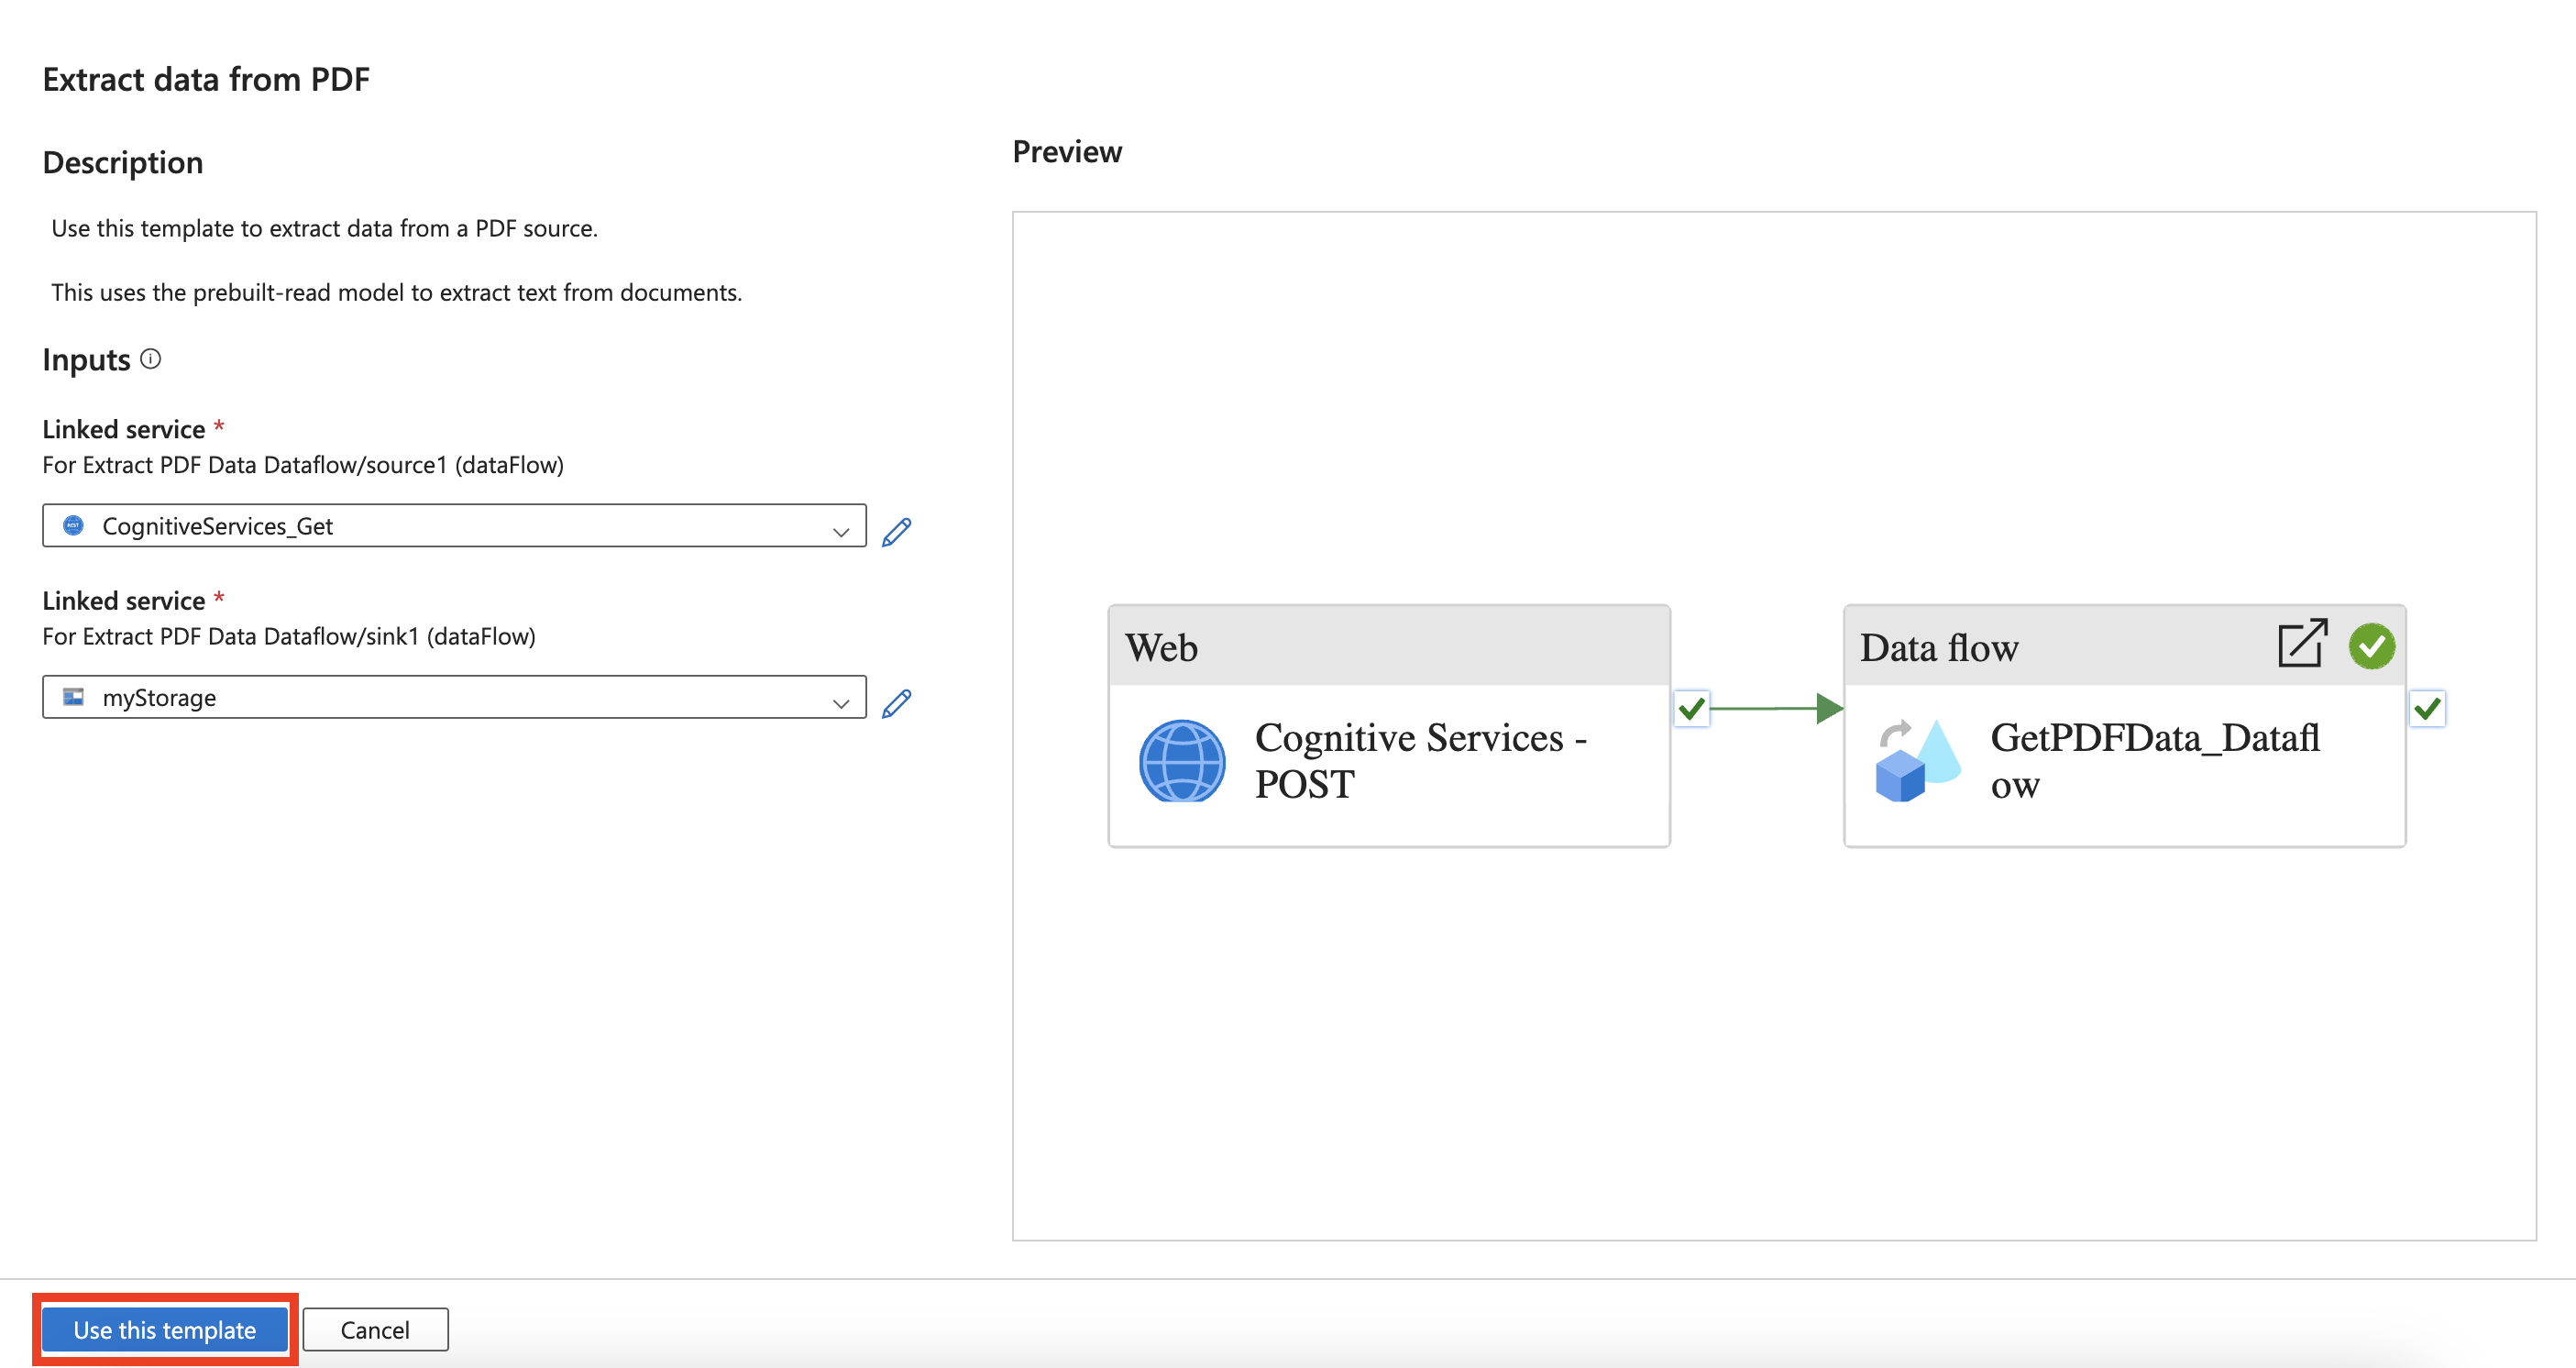 Extract data from PDF
Description
Use this template to extract data from a PDF source.
This uses the prebuilt-read model to extract text from documents.
Inputs
Linked service *
For Extract PDF Data Dataflow/source1 (dataFlow)
CognitiveServices_Get
Linked service *
For Extract PDF Data Dataflow/sink1 (dataFlow)
myStorage
Preview
Web
Cognitive Services -
POST
Data flow
GetPDFData_Datafl
ow
Use this template
Cancel